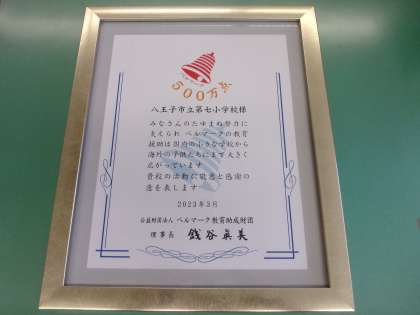 ベルマーク
500万点
八王子市立第七小学校様
みなさんのたゆまぬ努力に
支えられ ベルマークの教育
援助は国内の小さな学校から
海外の子供たちにまで大きく
広がっています
貴校の活動に敬意と感謝の
意を表します
2023年3月
公益財団法人 ベルマーク教育助成財団
理事長 銭谷眞美